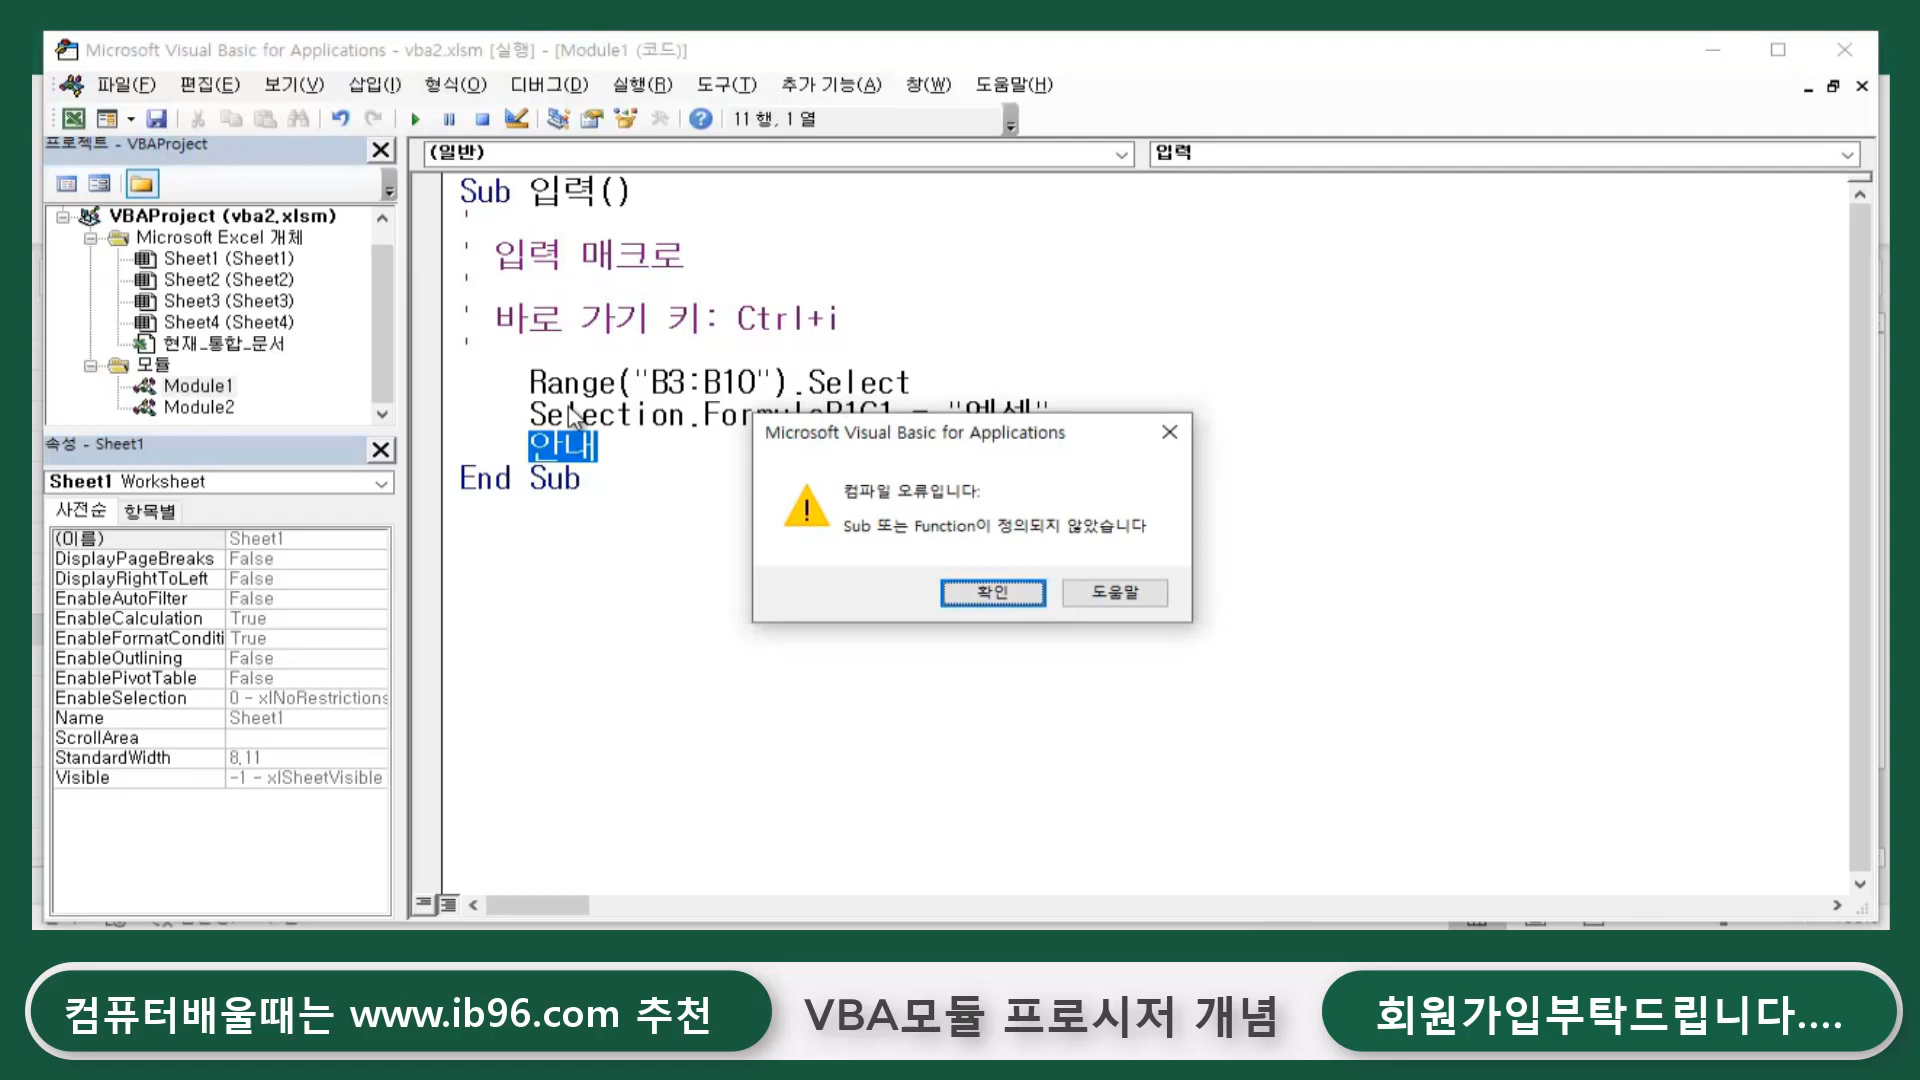 Microsoft Visual Basic for Applications - vba2.xlsm [실행] - [Module1 (코드)]
파일(F) 편집(E) 보기(V) 삽입(I) 형식(O) 디버그(D) 실행(R) 도구(T) 추가 기능(A) 창(W) 도움말(H)
11 행, 1 열
프로젝트 - VBAProject
(일반)
입력
VBAProject (vba2.xlsm)
Microsoft Excel 개체
Sheet1 (Sheet1)
Sheet2 (Sheet2)
Sheet3 (Sheet3)
Sheet4 (Sheet4)
현재_통합_문서
모듈
Module1
Module2
속성 - Sheet1
Sheet1 Worksheet
사전순 항목별
(이름) Sheet1
DisplayPageBreaks False
DisplayRightToLeft False
EnableAutoFilter False
EnableCalculation True
EnableFormatConditi True
EnableOutlining False
EnablePivotTable False
EnableSelection 0 - xlNoRestrictions
Name Sheet1
ScrollArea
StandardWidth 8.11
Visible -1 - xlSheetVisible
Sub 입력()
'
' 입력 매크로
'
' 바로 가기 키: Ctrl+i
'
Range("B3:B10").Select
Selection.FormulaR1C1 = "엑셀"
안내
End Sub
Microsoft Visual Basic for Applications
컴파일 오류입니다:
Sub 또는 Function이 정의되지 않았습니다
확인 도움말
컴퓨터배울때는 www.ib96.com 추천
VBA모듈 프로시저 개념
회원가입부탁드립니다....